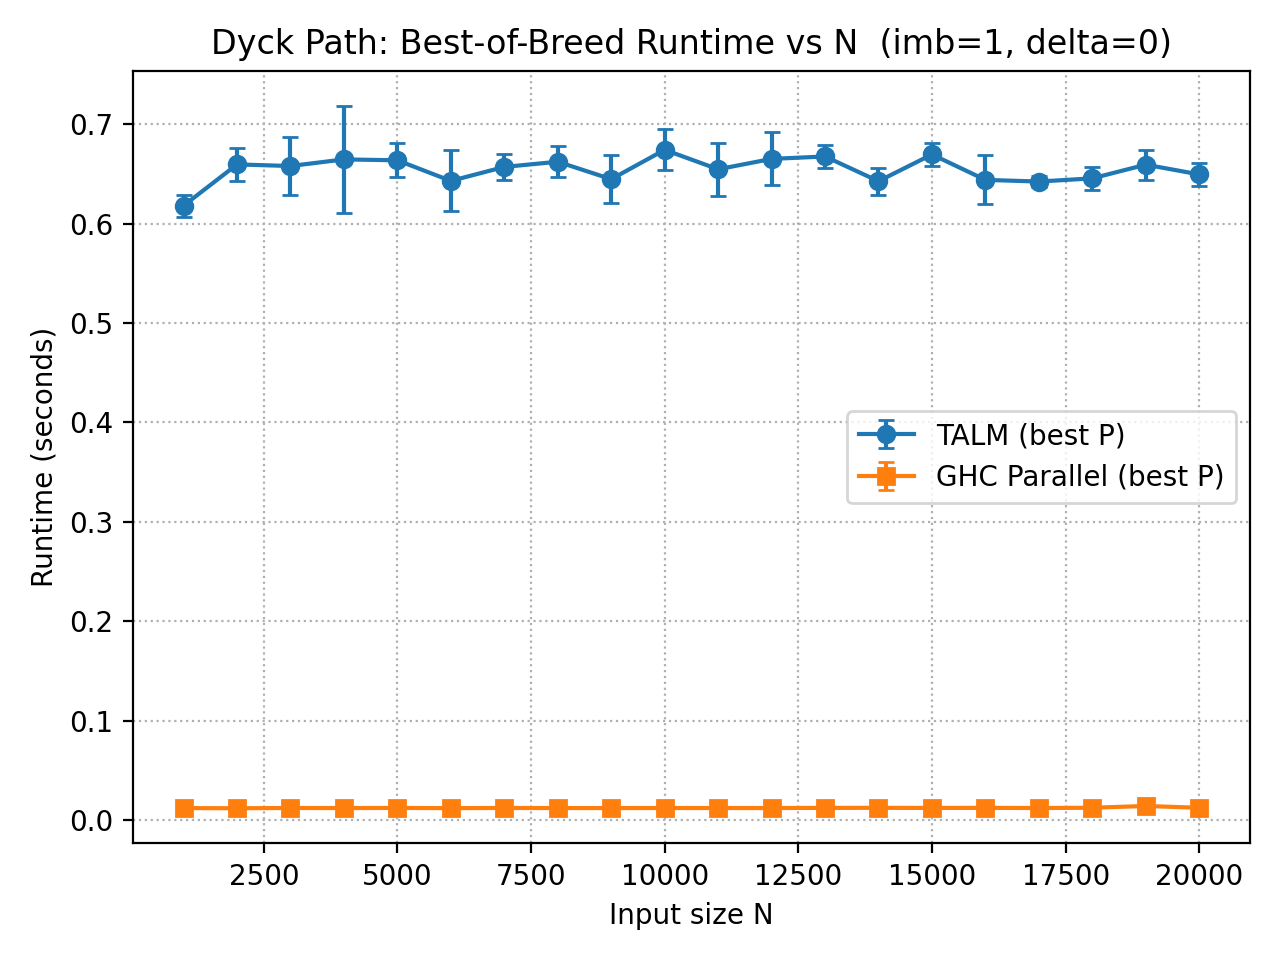 Dyck Path: Best-of-Breed Runtime vs N  (imb=1, delta=0)
Runtime (seconds)
0.7
0.6
0.5
0.4
0.3
0.2
0.1
0.0
TALM (best P)
GHC Parallel (best P)
2500 5000 7500 10000 12500 15000 17500 20000
Input size N